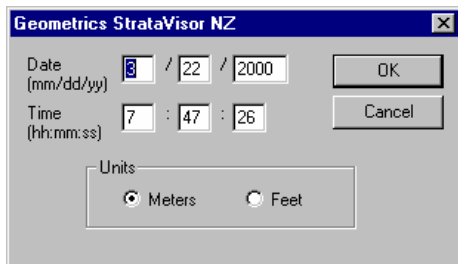 Geometrics StrataVisor NZ
Date 3 / 22 / 2000 OK
(mm/dd/yy)
Time 7 : 47 : 26 Cancel
(hh:mm:ss)
Units
Meters Feet